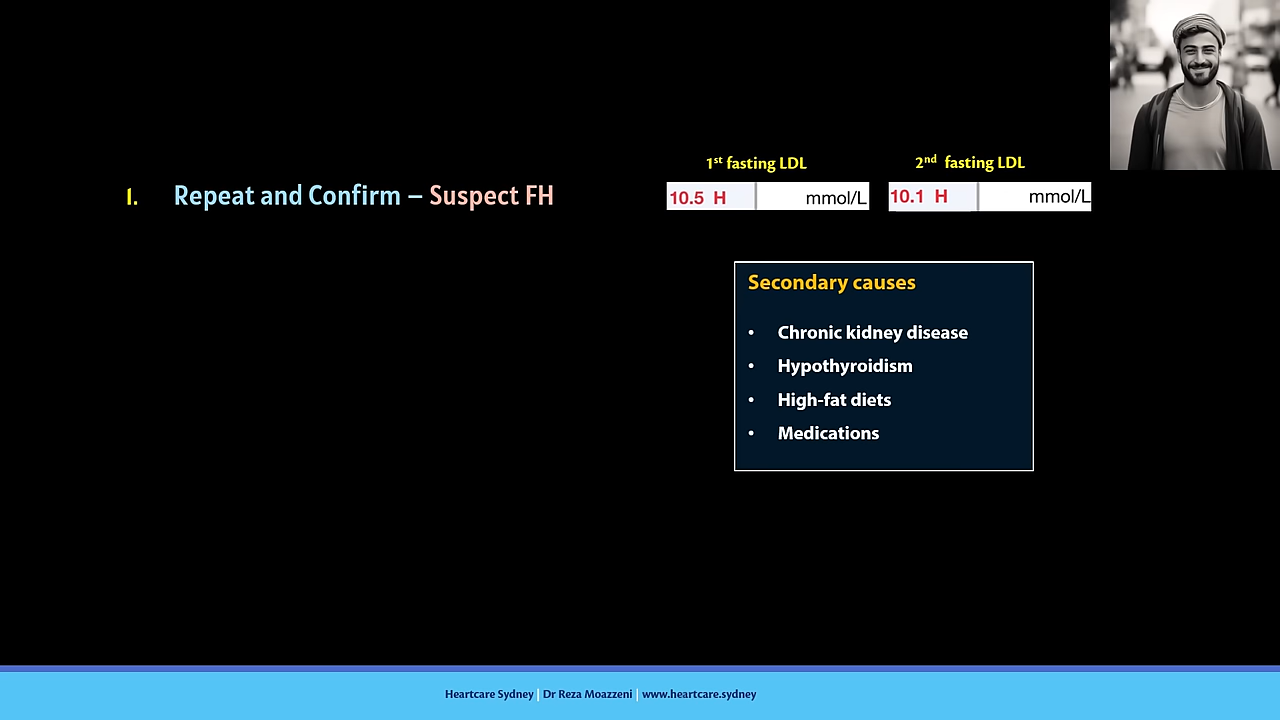 1. Repeat and Confirm – Suspect FH
1st fasting LDL
10.5 H mmol/L
2nd fasting LDL
10.1 H mmol/L
Secondary causes
• Chronic kidney disease
• Hypothyroidism
• High-fat diets
• Medications
Heartcare Sydney | Dr Reza Moazzeni | www.heartcare.sydney